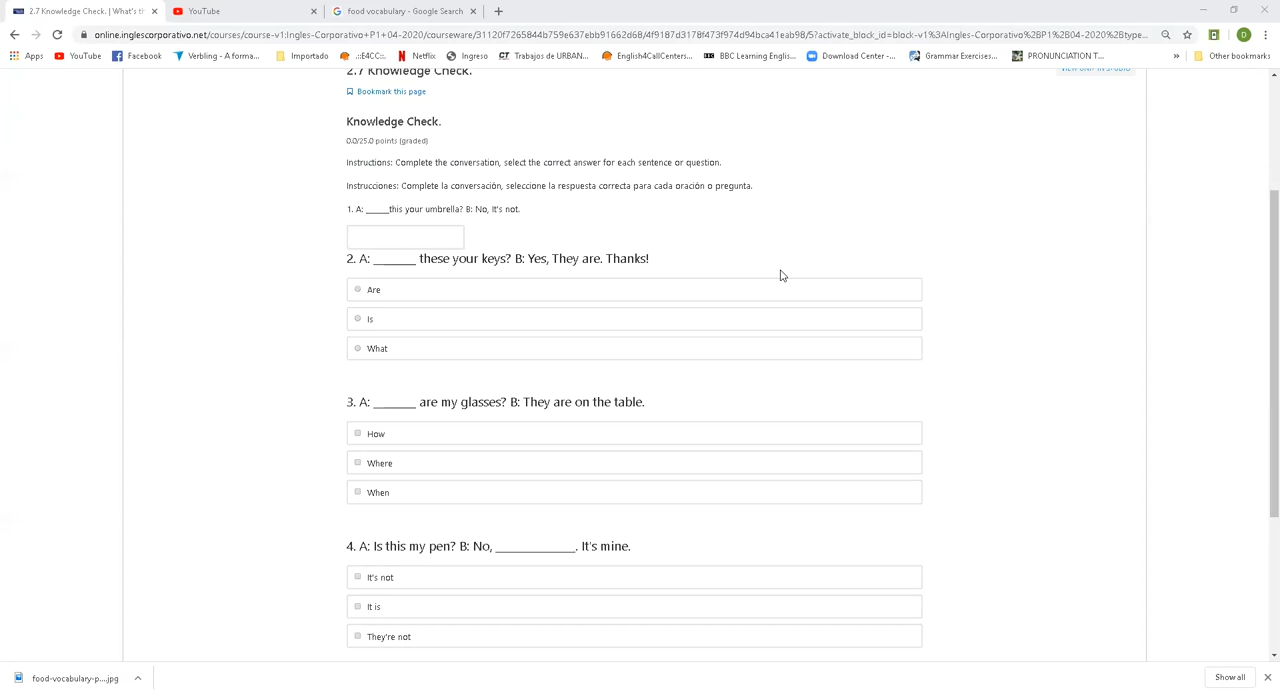 2.7 Knowledge Check. | What's th
YouTube
food vocabulary - Google Search
online.inglescorporativo.net/courses/course-v1:Ingles-Corporativo+P1+04-2020/courseware/31120f7265844b759e637ebb91662d68/4f9187d3178f473f974d94bca41eab98/5?activate_block_id=block-v1%3AIngles-Corporativo%2BP1%2B04-2020%2Btype...
D
Apps YouTube Facebook Verbling - A forma... Importado .::E4CC::. Netflix Ingreso CT Trabajos de URBAN... English4CallCenters... BBC Learning Englis... Download Center -... Grammar Exercises... PRONUNCIATION T... » Other bookmarks
2.7 Knowledge Check.
VIEW UNIT IN STUDIO
Bookmark this page
Knowledge Check.
0.0/25.0 points (graded)
Instructions: Complete the conversation, select the correct answer for each sentence or question.
Instrucciones: Complete la conversación, seleccione la respuesta correcta para cada oración o pregunta.
1. A: _____this your umbrella? B: No, It's not.
2. A: _______ these your keys? B: Yes, They are. Thanks!
Are
Is
What
3. A: _______ are my glasses? B: They are on the table.
How
Where
When
4. A: Is this my pen? B: No, _____________. It's mine.
It's not
It is
They're not
food-vocabulary-p....jpg
Show all